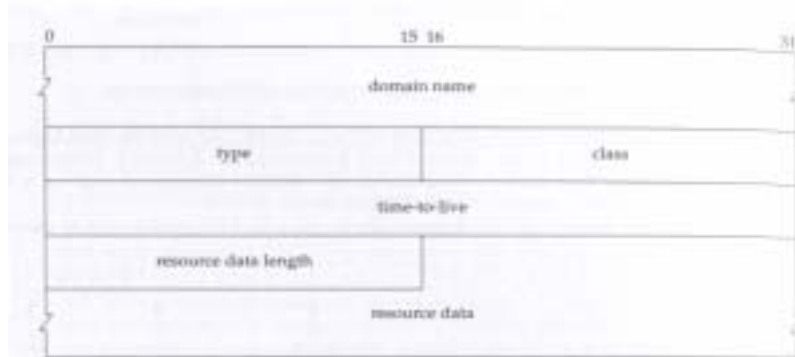 0 15 16 31
domain name
type class
time-to-live
resource data length
resource data